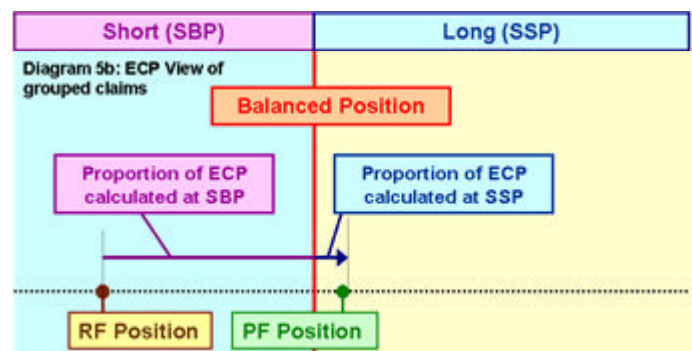 Short (SBP)
Long (SSP)
Diagram 5b: ECP View of
grouped claims
Balanced Position
Proportion of ECP
calculated at SBP
Proportion of ECP
calculated at SSP
RF Position
PF Position